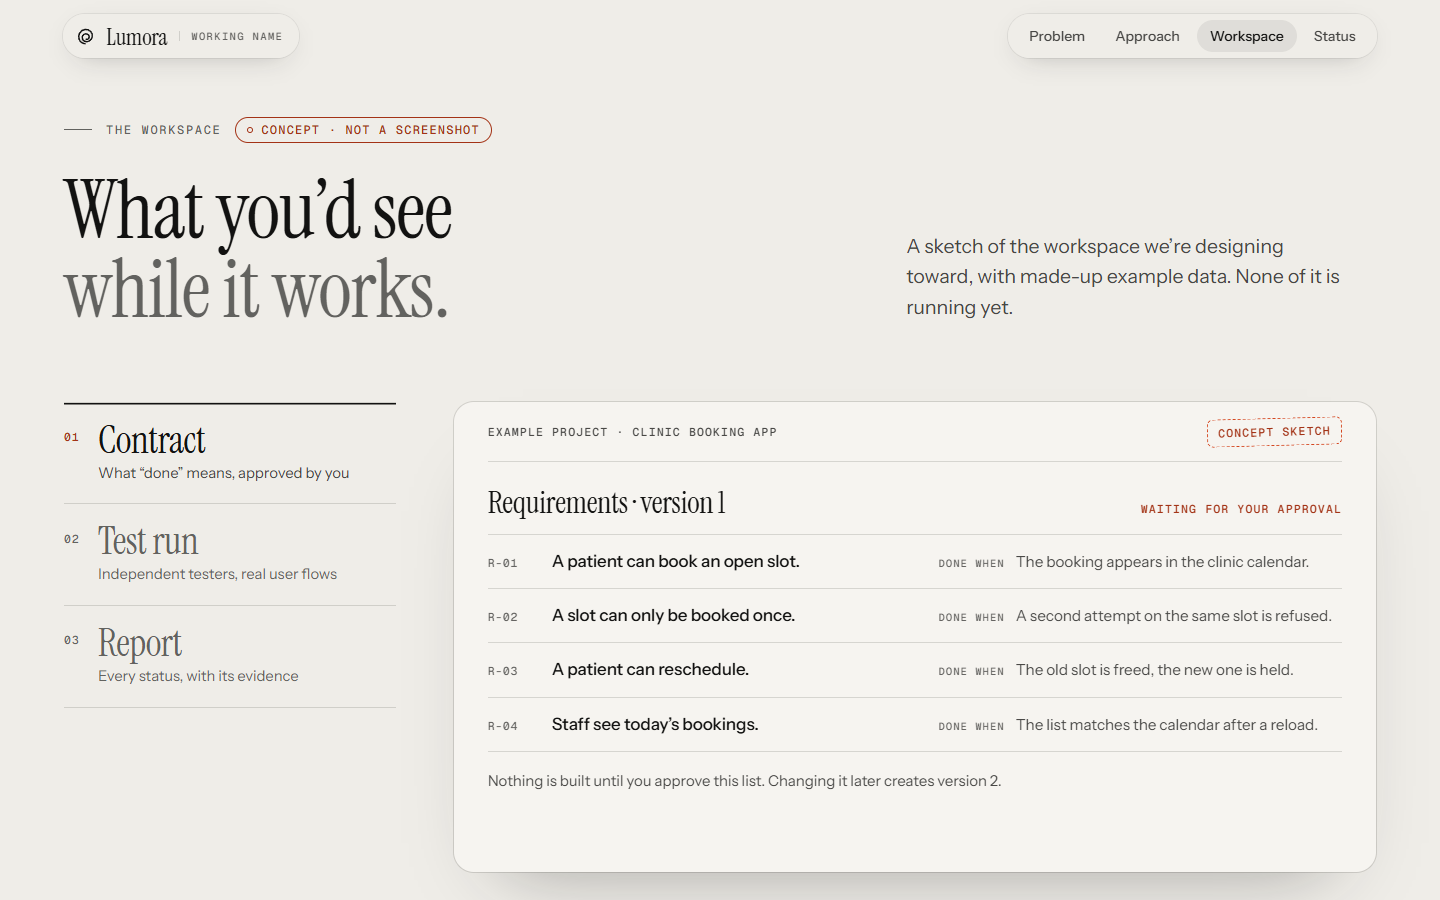 Lumora WORKING NAME
Problem Approach Workspace Status
THE WORKSPACE CONCEPT · NOT A SCREENSHOT
What you’d see
while it works.
A sketch of the workspace we’re designing
toward, with made-up example data. None of it is
running yet.
01 Contract
What “done” means, approved by you
02 Test run
Independent testers, real user flows
03 Report
Every status, with its evidence
EXAMPLE PROJECT · CLINIC BOOKING APP
CONCEPT SKETCH
Requirements · version 1
WAITING FOR YOUR APPROVAL
R-01 A patient can book an open slot. DONE WHEN The booking appears in the clinic calendar.
R-02 A slot can only be booked once. DONE WHEN A second attempt on the same slot is refused.
R-03 A patient can reschedule. DONE WHEN The old slot is freed, the new one is held.
R-04 Staff see today’s bookings. DONE WHEN The list matches the calendar after a reload.
Nothing is built until you approve this list. Changing it later creates version 2.